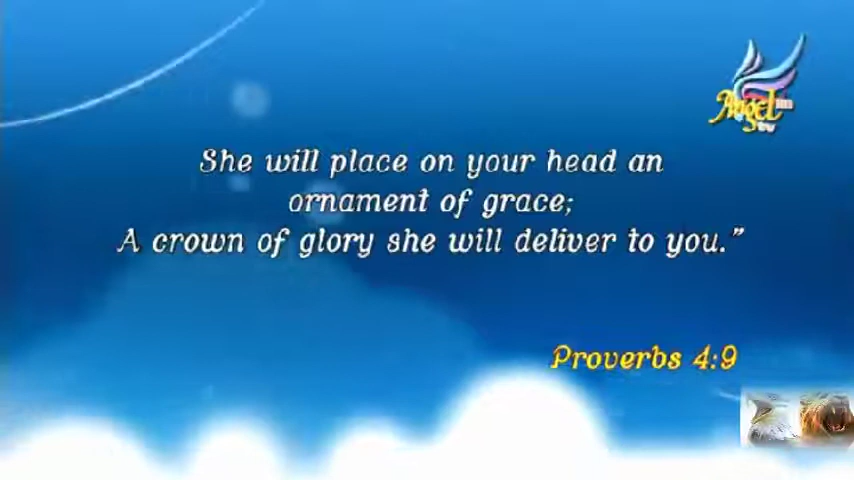 Angel
tv
She will place on your head an
ornament of grace;
A crown of glory she will deliver to you.”
Proverbs 4:9